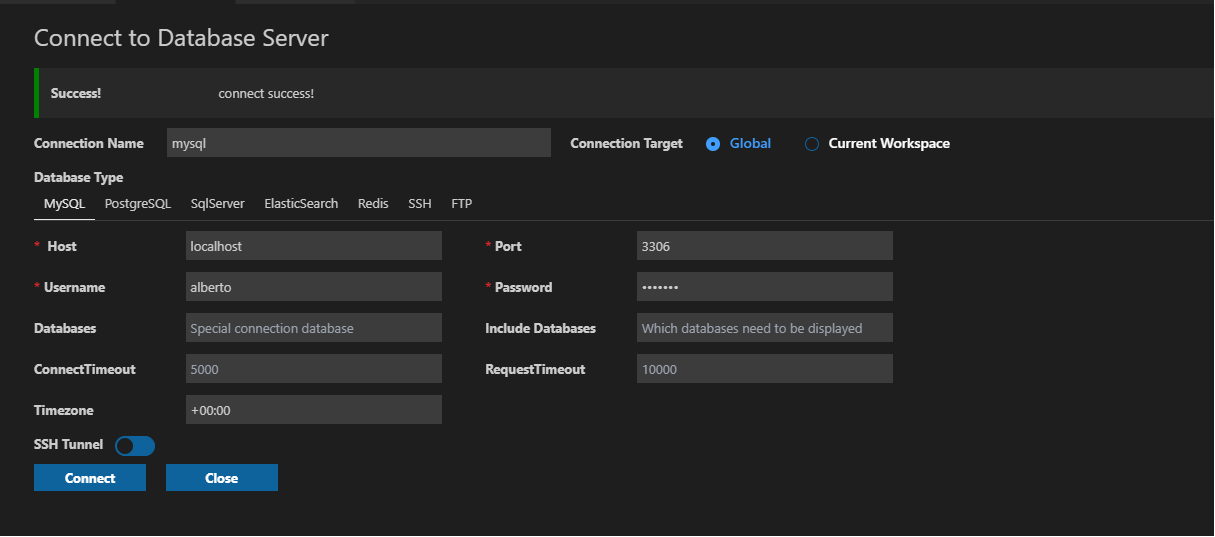 Connect to Database Server
Success! connect success!
Connection Name mysql Connection Target Global Current Workspace
Database Type
MySQL PostgreSQL SqlServer ElasticSearch Redis SSH FTP
* Host localhost * Port 3306
* Username alberto * Password •••••••
Databases Special connection database Include Databases Which databases need to be displayed
ConnectTimeout 5000 RequestTimeout 10000
Timezone +00:00
SSH Tunnel
Connect Close